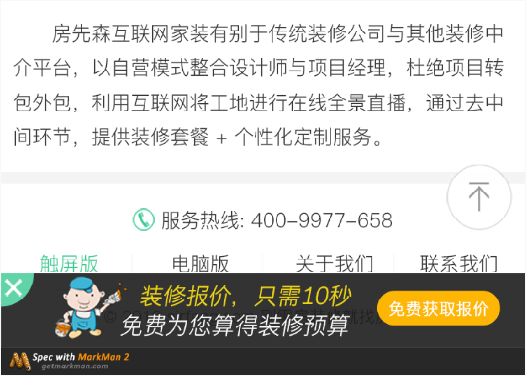 房先森互联网家装有别于传统装修公司与其他装修中
介平台，以自营模式整合设计师与项目经理，杜绝项目转
包外包，利用互联网将工地进行在线全景直播，通过去中
间环节，提供装修套餐 + 个性化定制服务。
服务热线: 400-9977-658
触屏版 电脑版 关于我们 联系我们
装修报价，只需10秒
免费为您算得装修预算
免费获取报价
Spec with MarkMan 2
getmarkman.com